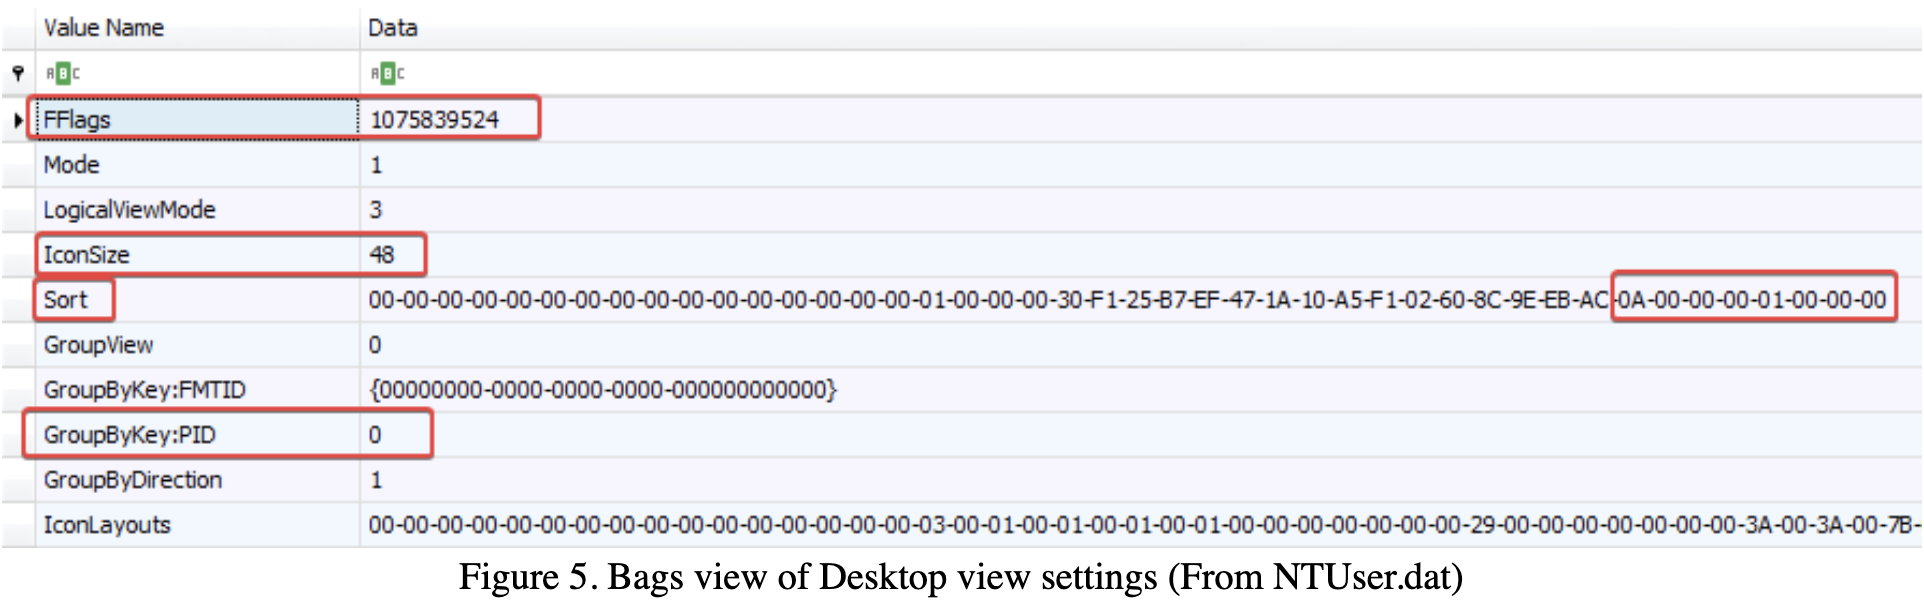 Value Name Data
ABC ABC
FFlags 1075839524
Mode 1
LogicalViewMode 3
IconSize 48
Sort 00-00-00-00-00-00-00-00-00-00-00-00-00-00-00-00-01-00-00-00-30-F1-25-B7-EF-47-1A-10-A5-F1-02-60-8C-9E-EB-AC-0A-00-00-00-01-00-00-00
GroupView 0
GroupByKey:FMTID {00000000-0000-0000-0000-000000000000}
GroupByKey:PID 0
GroupByDirection 1
IconLayouts 00-00-00-00-00-00-00-00-00-00-00-00-00-00-00-00-03-00-01-00-01-00-01-00-01-00-00-00-00-00-00-00-29-00-00-00-00-00-00-00-3A-00-3A-00-7B-
Figure 5. Bags view of Desktop view settings (From NTUser.dat)